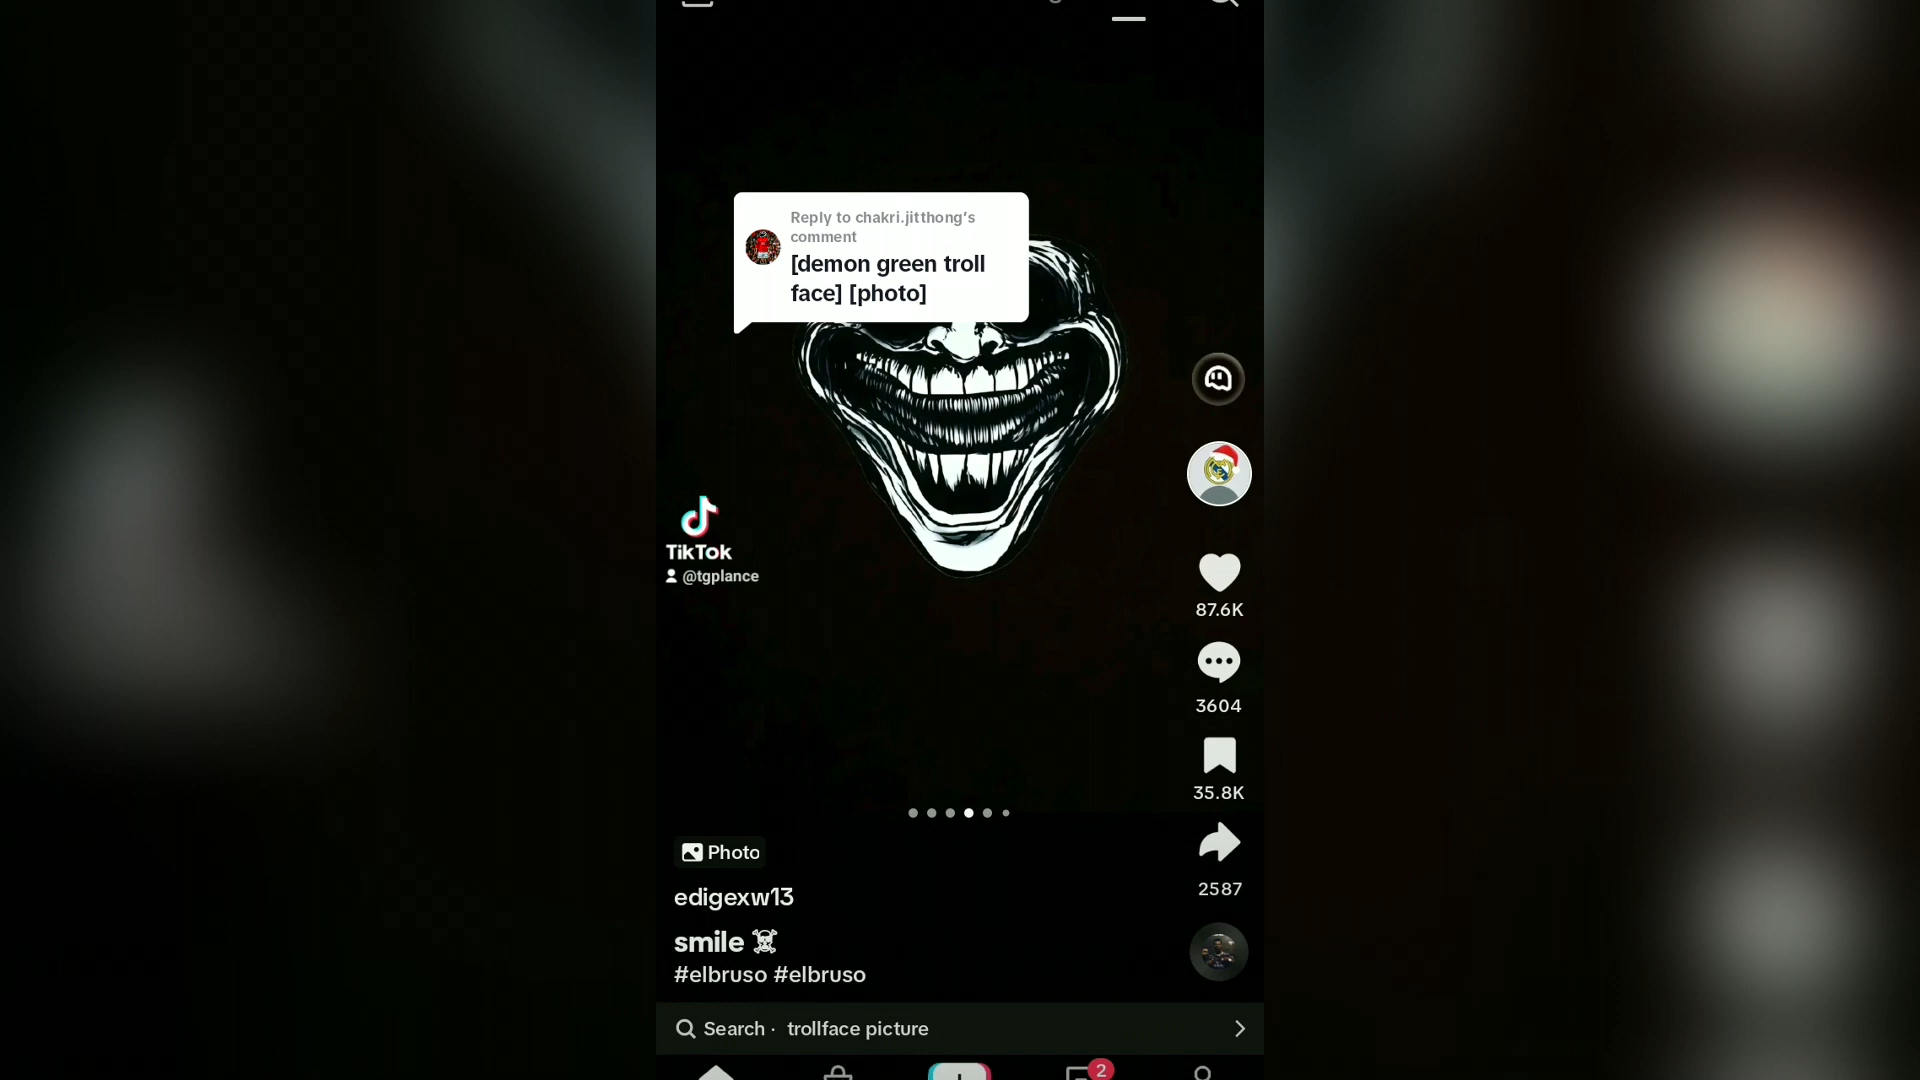 Reply to chakri.jitthong's
comment
[demon green troll
face] [photo]
TikTok
@tgplance
87.6K
3604
35.8K
2587
Photo
edigexw13
smile ☠️
#elbruso #elbruso
Search · trollface picture
2